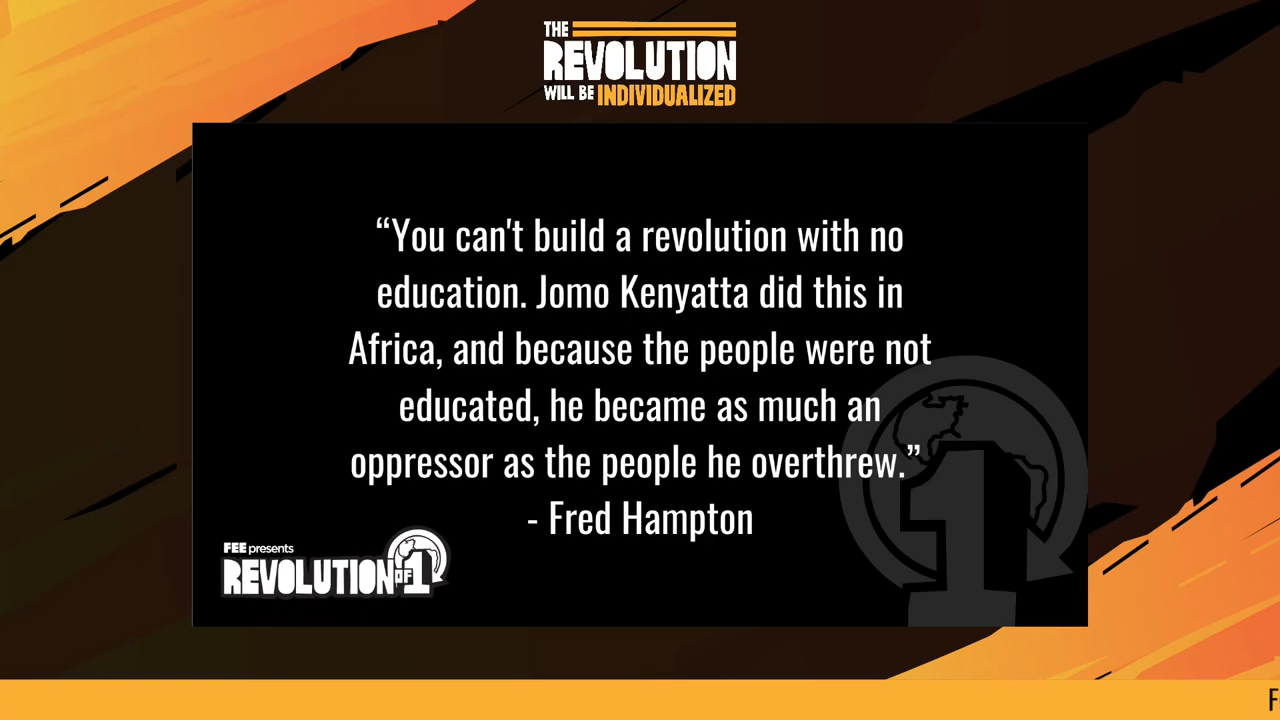 THE
REVOLUTION
WILL BE INDIVIDUALIZED
“You can't build a revolution with no
education. Jomo Kenyatta did this in
Africa, and because the people were not
educated, he became as much an
oppressor as the people he overthrew.”
- Fred Hampton
FEE presents
REVOLUTION OF 1
1
F